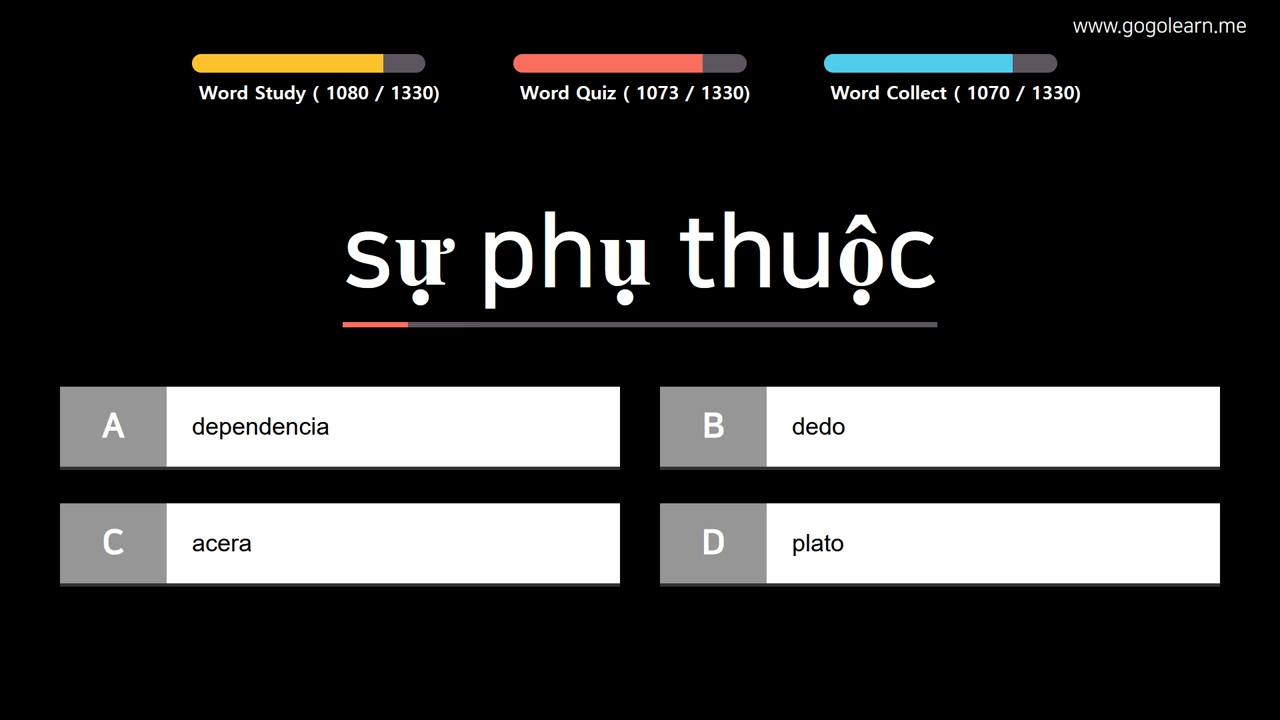 www.gogolearn.me
Word Study ( 1080 / 1330)
Word Quiz ( 1073 / 1330)
Word Collect ( 1070 / 1330)
sự phụ thuộc
A dependencia
B dedo
C acera
D plato